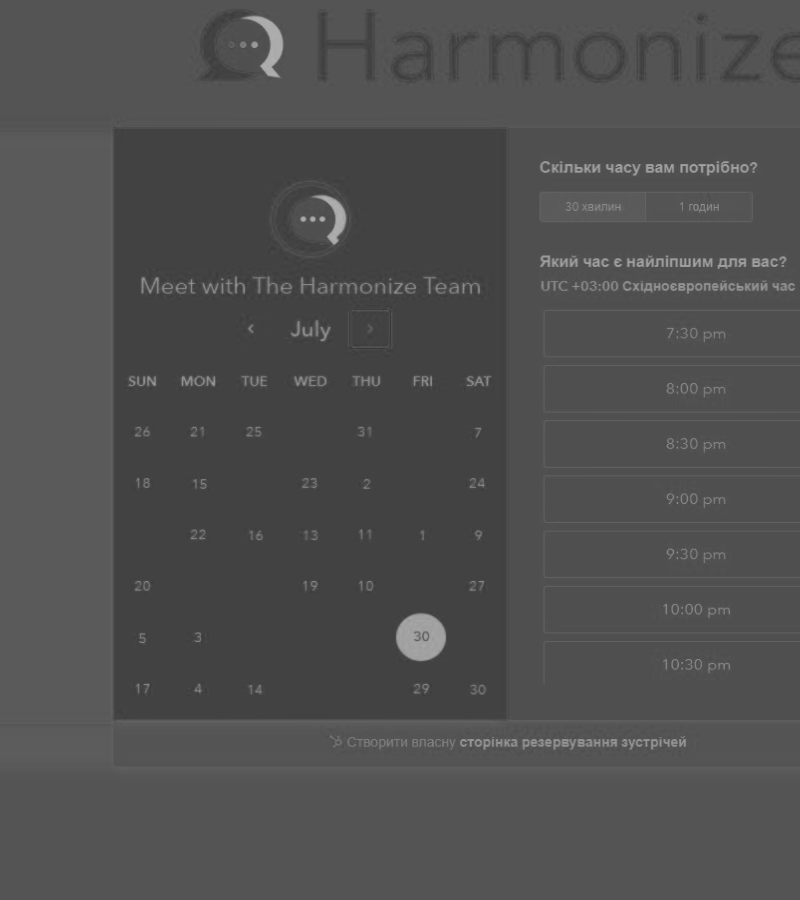 Harmonize
Meet with The Harmonize Team
‹ July ›
SUN MON TUE WED THU FRI SAT
26 21 25 31 7
18 15 23 2 24
22 16 13 11 1 9
20 19 10 27
5 3 30
17 4 14 29 30
Скільки часу вам потрібно?
30 хвилин 1 годин
Який час є найліпшим для вас?
UTC +03:00 Східноєвропейський час
7:30 pm
8:00 pm
8:30 pm
9:00 pm
9:30 pm
10:00 pm
10:30 pm
Створити власну сторінка резервування зустрічей